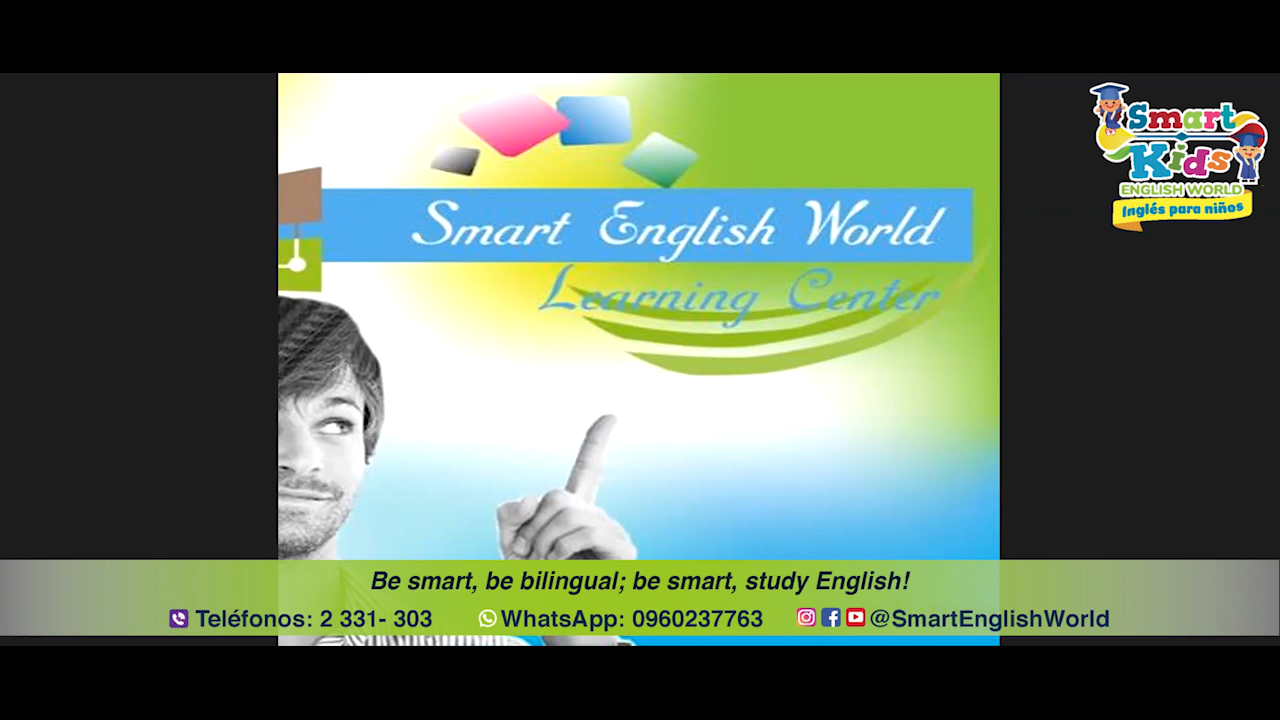 Smart English World
Learning Center
Smart
Kids
ENGLISH WORLD
Inglés para niños
Be smart, be bilingual; be smart, study English!
Teléfonos: 2 331- 303 WhatsApp: 0960237763 @SmartEnglishWorld